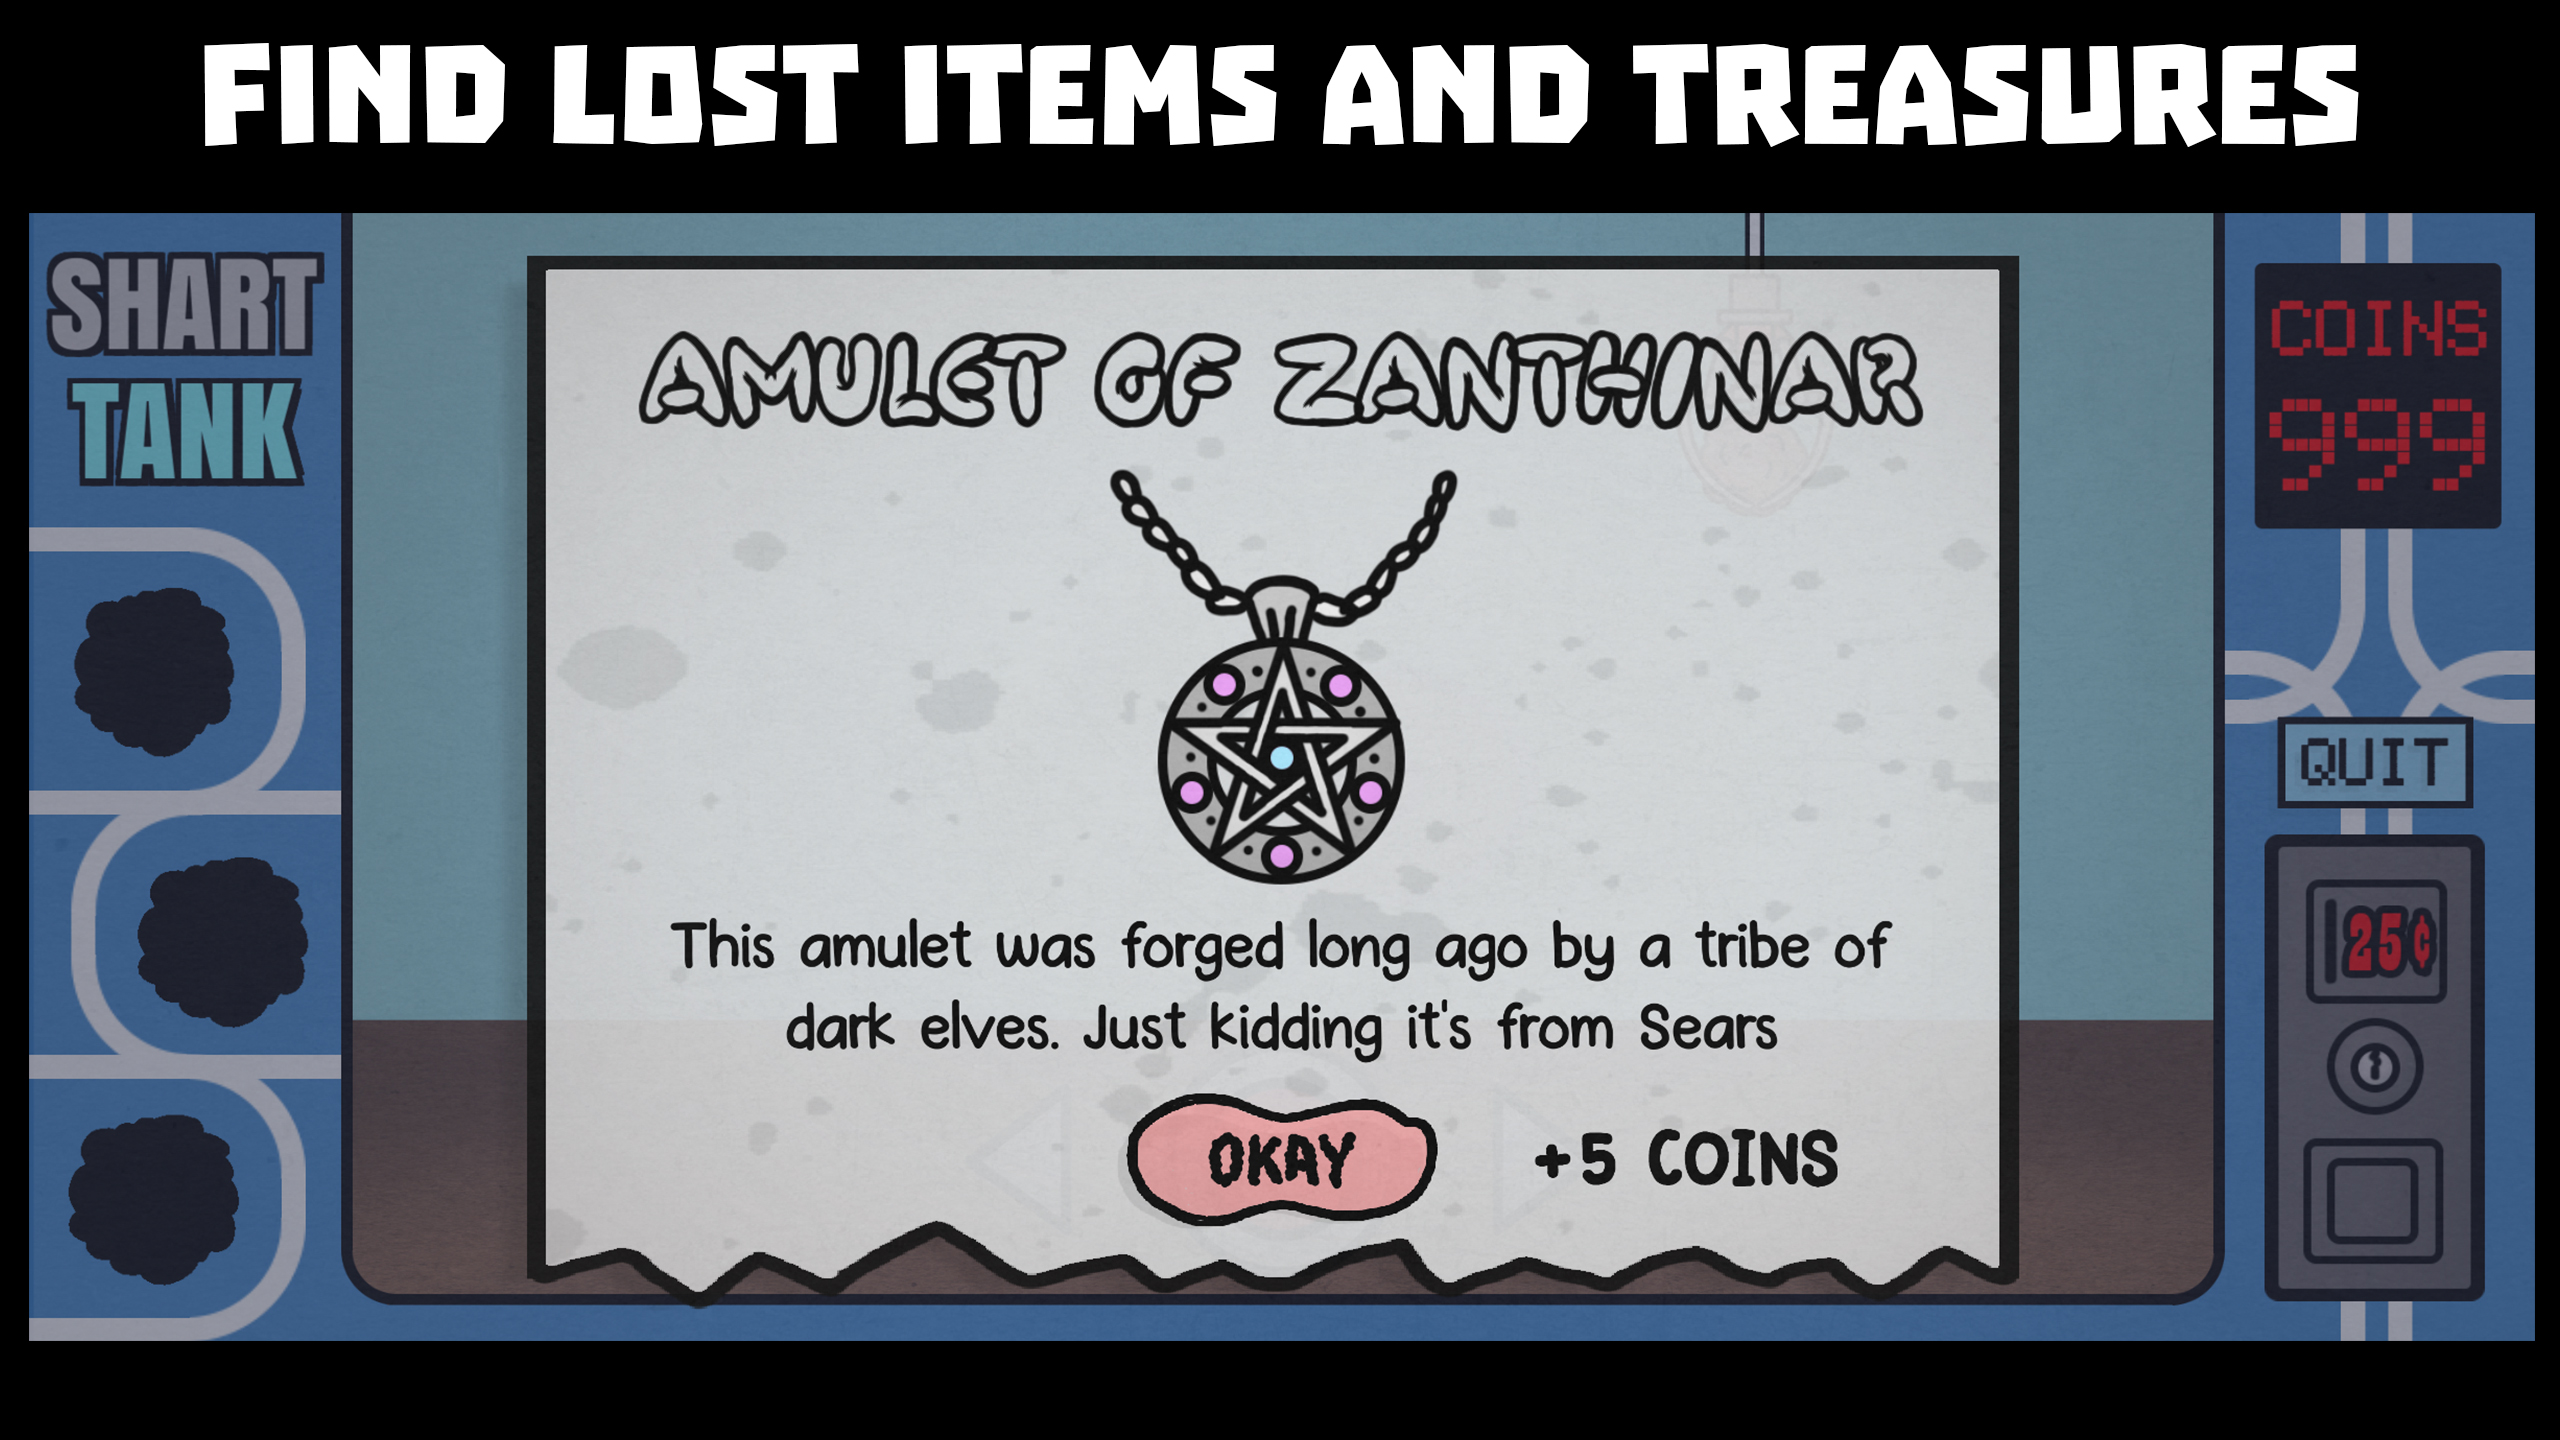 FIND LOST ITEMS AND TREASURES
SHART
TANK
AMULET OF ZANTHINAR
COINS
999
QUIT
25¢
This amulet was forged long ago by a tribe of
dark elves. Just kidding it's from Sears
OKAY
+5 COINS